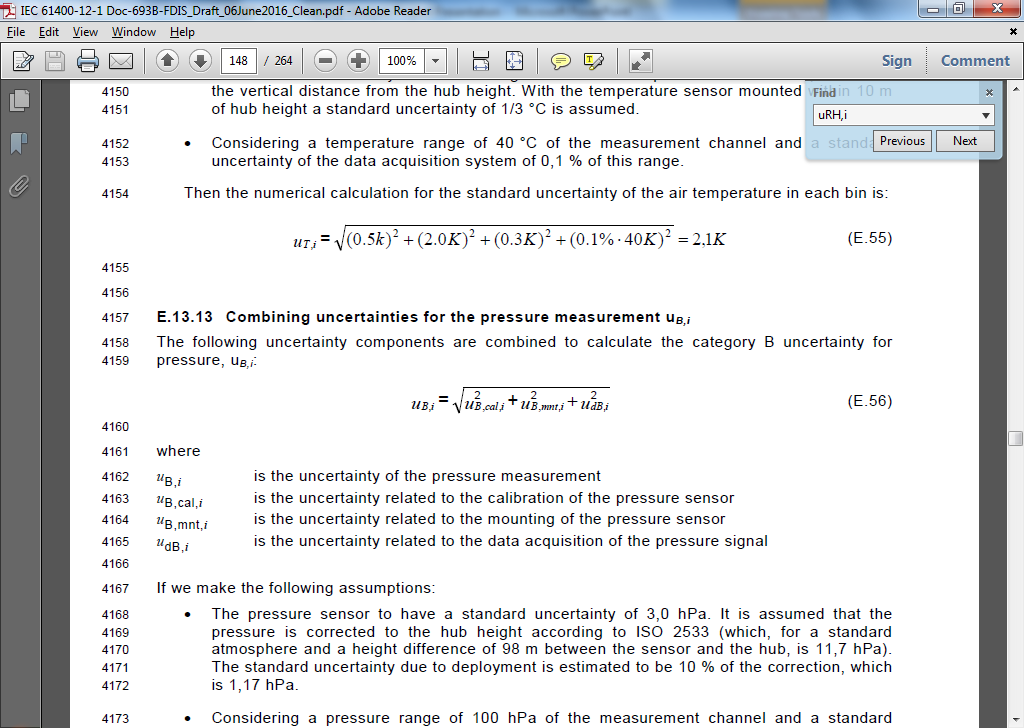 IEC 61400-12-1 Doc-693B-FDIS_Draft_06June2016_Clean.pdf - Adobe Reader
File Edit View Window Help
148 / 264 100% Sign Comment
Find
uRH,i
Previous Next
4150 the vertical distance from the hub height. With the temperature sensor mounted within 10 m
4151 of hub height a standard uncertainty of 1/3 °C is assumed.
4152 • Considering a temperature range of 40 °C of the measurement channel and a standard
4153 uncertainty of the data acquisition system of 0,1 % of this range.
4154 Then the numerical calculation for the standard uncertainty of the air temperature in each bin is:
u_{T,i} = √((0.5k)² + (2.0K)² + (0.3K)² + (0.1% · 40K)²) = 2,1K (E.55)
4155
4156
4157 E.13.13 Combining uncertainties for the pressure measurement u_{B,i}
4158 The following uncertainty components are combined to calculate the category B uncertainty for
4159 pressure, u_{B,i}:
u_{B,i} = √(u²_{B,cal,i} + u²_{B,mnt,i} + u²_{dB,i}) (E.56)
4160
4161 where
4162 u_{B,i} is the uncertainty of the pressure measurement
4163 u_{B,cal,i} is the uncertainty related to the calibration of the pressure sensor
4164 u_{B,mnt,i} is the uncertainty related to the mounting of the pressure sensor
4165 u_{dB,i} is the uncertainty related to the data acquisition of the pressure signal
4166
4167 If we make the following assumptions:
4168 • The pressure sensor to have a standard uncertainty of 3,0 hPa. It is assumed that the
4169 pressure is corrected to the hub height according to ISO 2533 (which, for a standard
4170 atmosphere and a height difference of 98 m between the sensor and the hub, is 11,7 hPa).
4171 The standard uncertainty due to deployment is estimated to be 10 % of the correction, which
4172 is 1,17 hPa.
4173 • Considering a pressure range of 100 hPa of the measurement channel and a standard